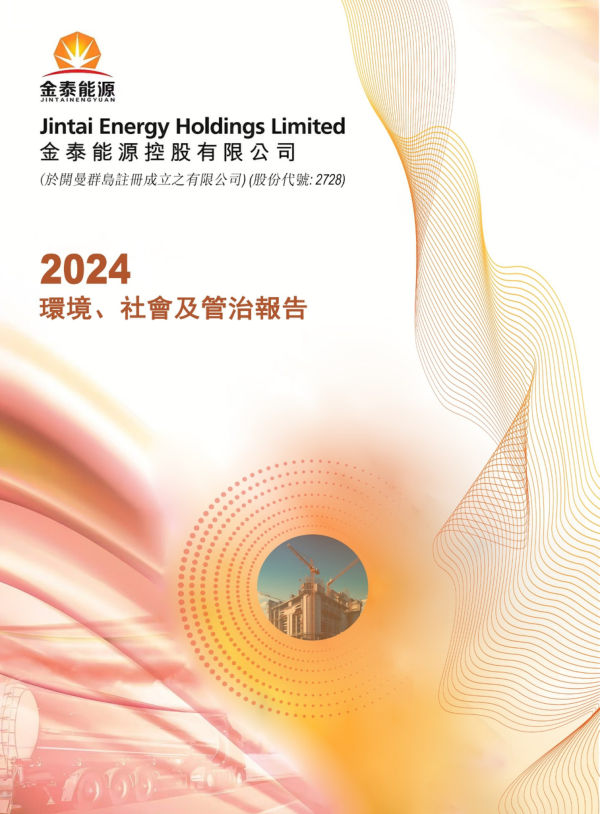 金泰能源
JINTAINENGYUAN
Jintai Energy Holdings Limited
金泰能源控股有限公司
(於開曼群島註冊成立之有限公司) (股份代號: 2728)
2024
環境、社會及管治報告